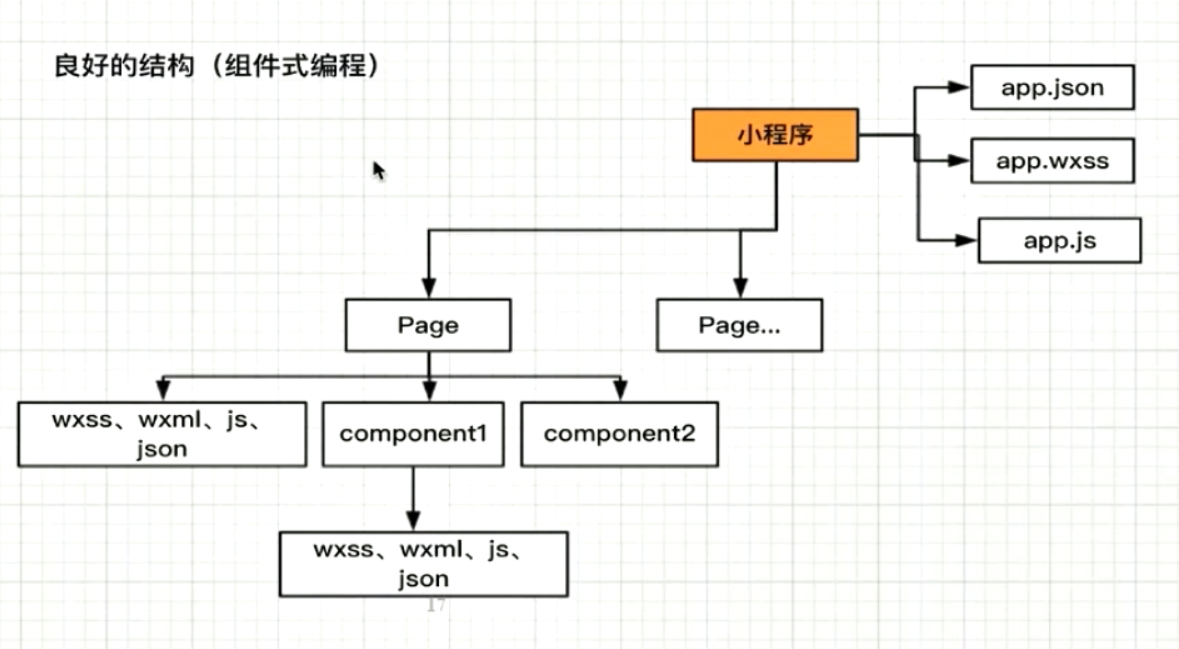 良好的结构（组件式编程）
app.json
小程序
app.wxss
app.js
Page
Page...
wxss、wxml、js、
json
component1
component2
wxss、wxml、js、
json
17